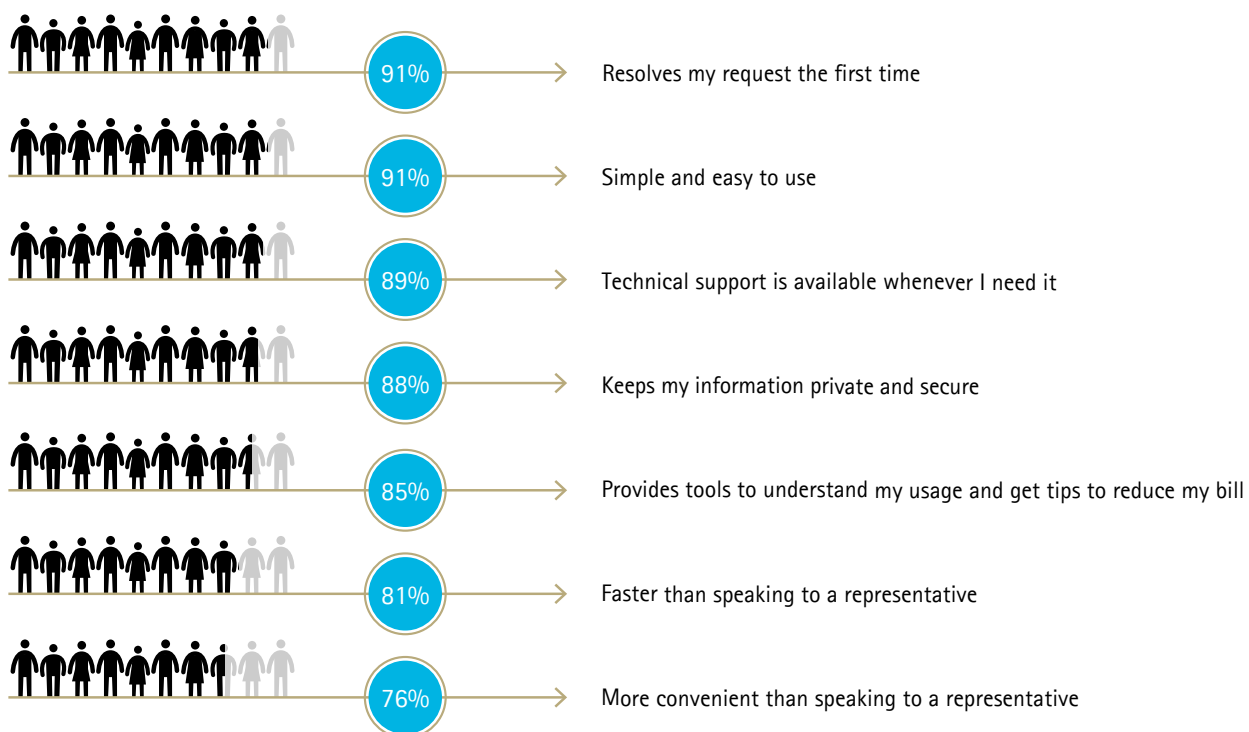 91% Resolves my request the first time
91% Simple and easy to use
89% Technical support is available whenever I need it
88% Keeps my information private and secure
85% Provides tools to understand my usage and get tips to reduce my bill
81% Faster than speaking to a representative
76% More convenient than speaking to a representative